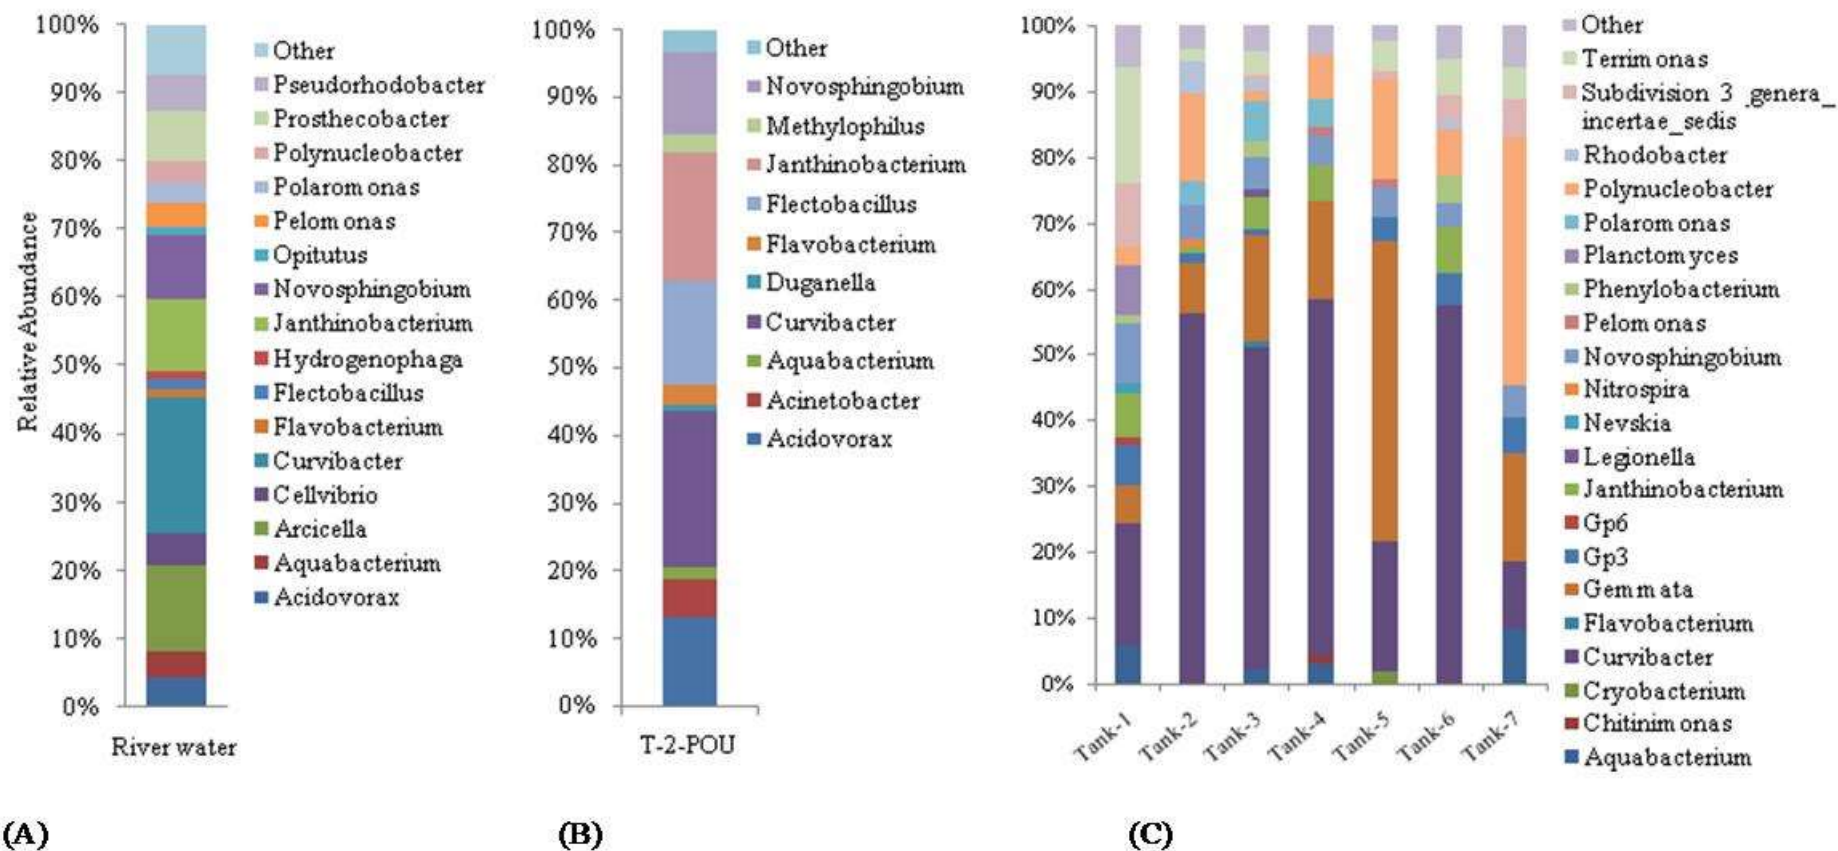 Relative Abundance
100%
90%
80%
70%
60%
50%
40%
30%
20%
10%
0%
River water
Other
Pseudorhodobacter
Prosthecobacter
Polynucleobacter
Polaromonas
Pelomonas
Opitutus
Novosphingobium
Janthinobacterium
Hydrogenophaga
Flectobacillus
Flavobacterium
Curvibacter
Cellvibrio
Arcicella
Aquabacterium
Acidovorax
(A)
100%
90%
80%
70%
60%
50%
40%
30%
20%
10%
0%
T-2-POU
Other
Novosphingobium
Methylophilus
Janthinobacterium
Flectobacillus
Flavobacterium
Duganella
Curvibacter
Aquabacterium
Acinetobacter
Acidovorax
(B)
100%
90%
80%
70%
60%
50%
40%
30%
20%
10%
0%
Tank-1
Tank-2
Tank-3
Tank-4
Tank-5
Tank-6
Tank-7
Other
Terrimonas
Subdivision 3_genera_
incertae_sedis
Rhodobacter
Polynucleobacter
Polaromonas
Planctomyces
Phenylobacterium
Pelomonas
Novosphingobium
Nitrospira
Nevskia
Legionella
Janthinobacterium
Gp6
Gp3
Gemmata
Flavobacterium
Curvibacter
Cryobacterium
Chitinimonas
Aquabacterium
(C)